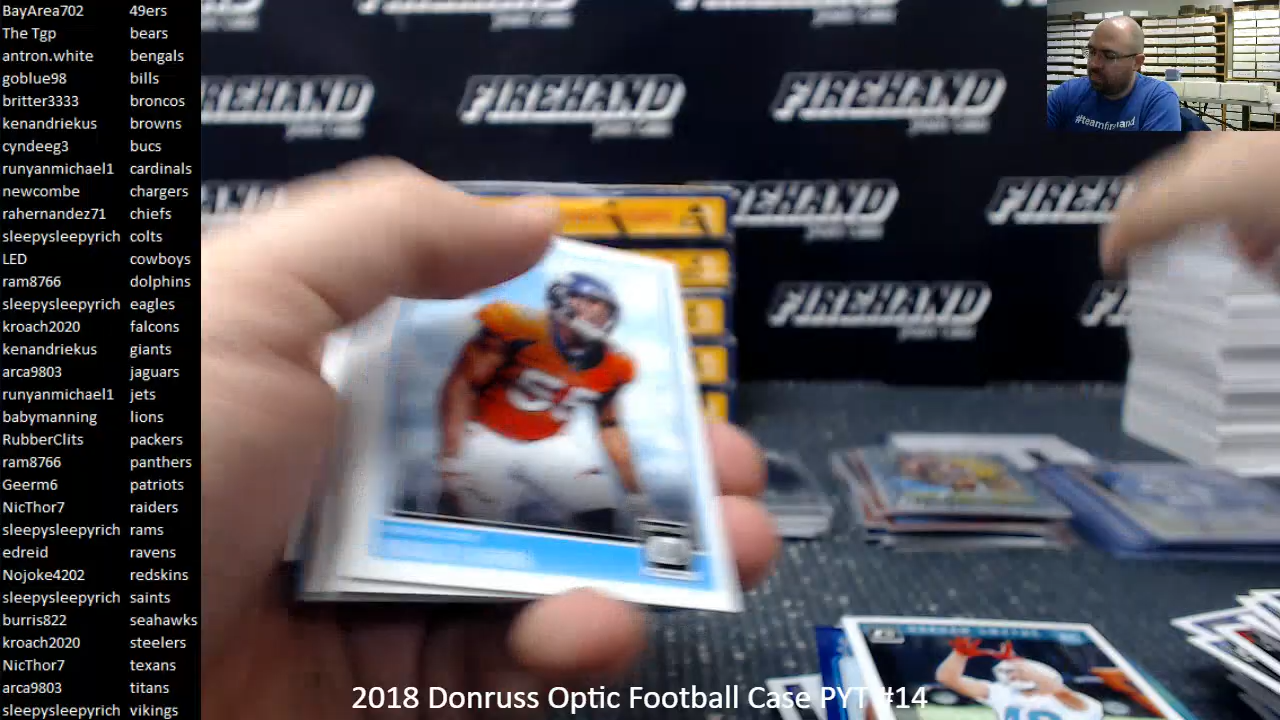 BayArea702 49ers
The Tgp bears
antron.white bengals
goblue98 bills
britter3333 broncos
kenandriekus browns
cyndeeg3 bucs
runyanmichael1 cardinals
newcombe chargers
rahernandez71 chiefs
sleepysleepyrich colts
LED cowboys
ram8766 dolphins
sleepysleepyrich eagles
kroach2020 falcons
kenandriekus giants
arca9803 jaguars
runyanmichael1 jets
babymanning lions
RubberClits packers
ram8766 panthers
Geerm6 patriots
NicThor7 raiders
sleepysleepyrich rams
edreid ravens
Nojoke4202 redskins
sleepysleepyrich saints
burris822 seahawks
kroach2020 steelers
NicThor7 texans
arca9803 titans
sleepysleepyrich vikings
FIREHAND
FIREHAND
FIREHAND
EHAND
FIREHAND
FIREHAND
#teamfirehand
55
2018 Donruss Optic Football Case PYT #14